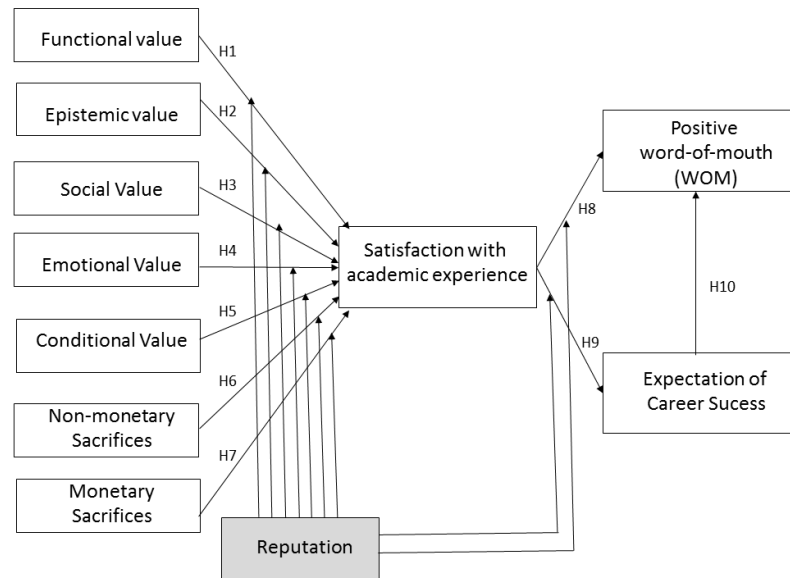 Functional value
H1
Epistemic value
H2
Social Value
H3
Emotional Value
H4
Conditional Value
H5
Non-monetary
Sacrifices
H6
Monetary
Sacrifices
H7
Satisfaction with
academic experience
Reputation
H8
H9
Positive
word-of-mouth
(WOM)
H10
Expectation of
Career Sucess